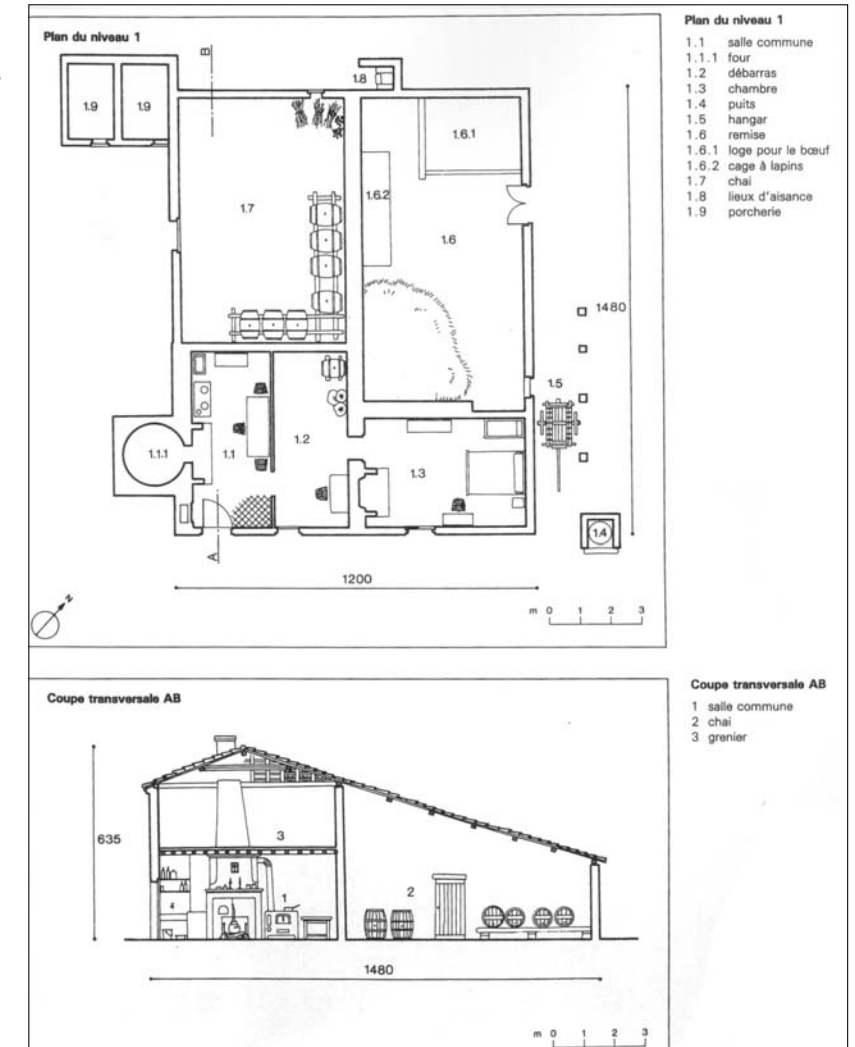 Plan du niveau 1
B
1.8
1.9
1.9
1.6.1
1.6.2
1.7
1.6
1480
1.5
1.1.1
1.1
1.2
1.3
1.4
A
1200
N
m 0 1 2 3
Plan du niveau 1
1.1 salle commune
1.1.1 four
1.2 débarras
1.3 chambre
1.4 puits
1.5 hangar
1.6 remise
1.6.1 loge pour le bœuf
1.6.2 cage à lapins
1.7 chai
1.8 lieux d'aisance
1.9 porcherie
Coupe transversale AB
635
3
4
1
2
1480
m 0 1 2 3
Coupe transversale AB
1 salle commune
2 chai
3 grenier